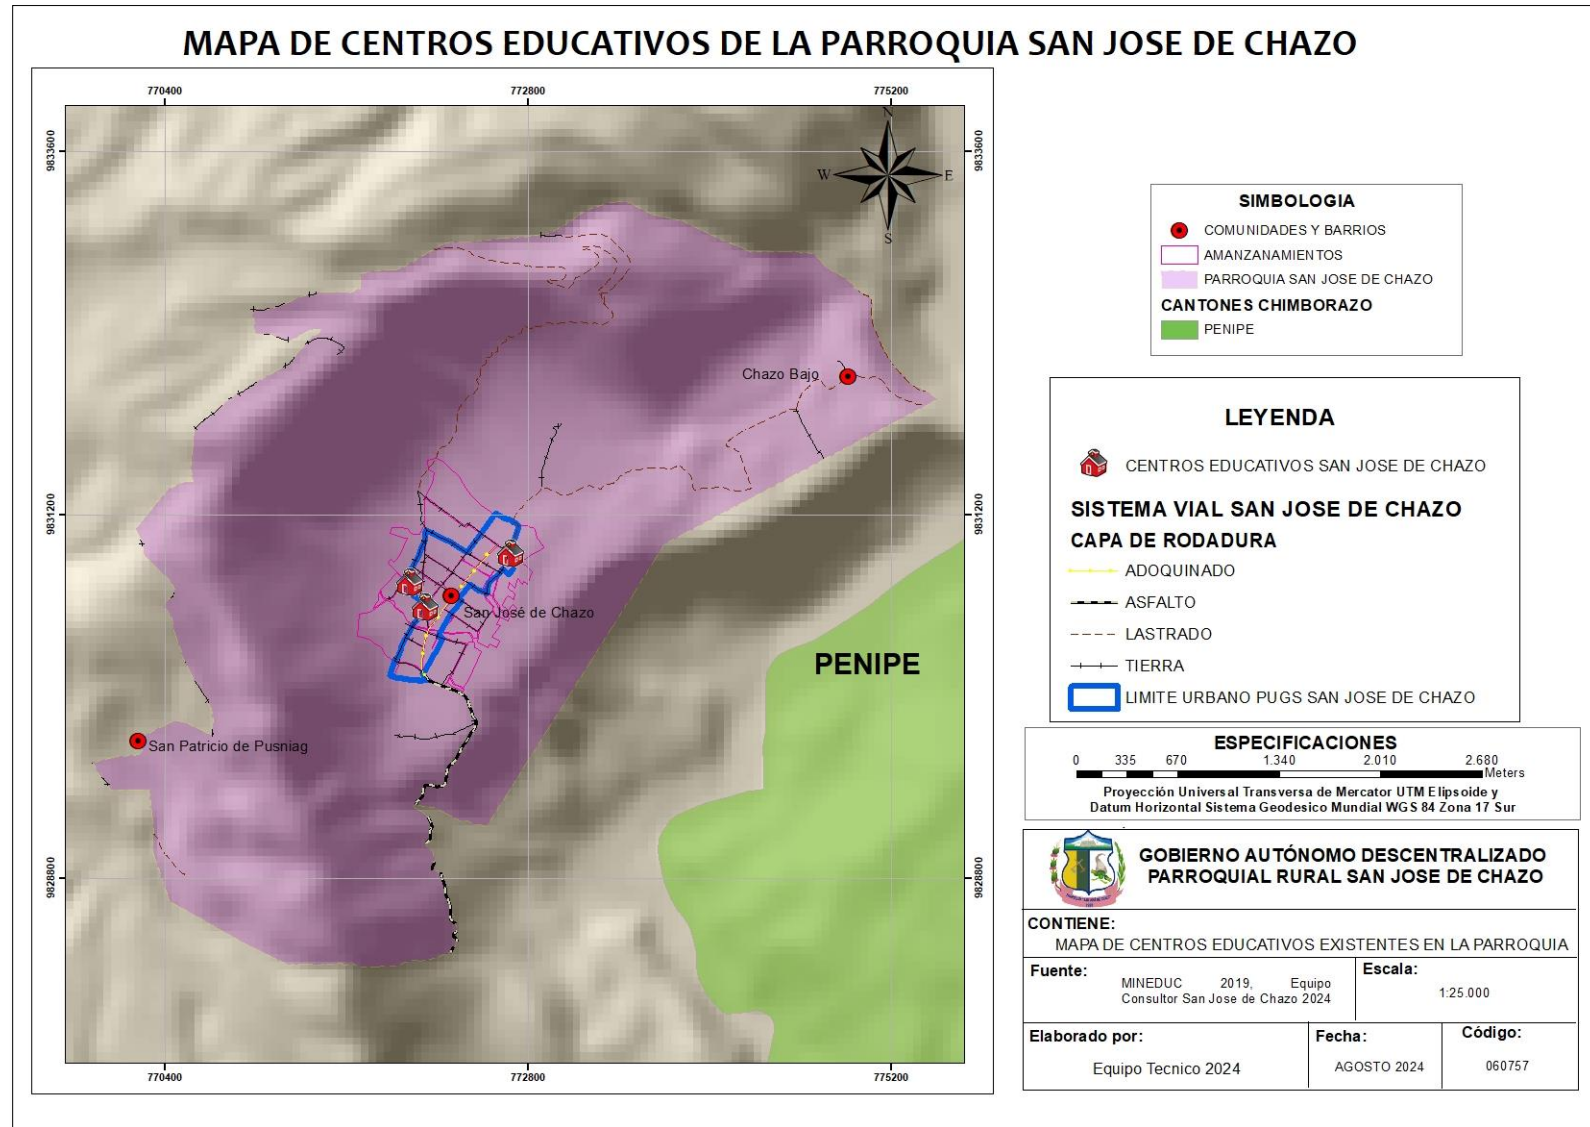 MAPA DE CENTROS EDUCATIVOS DE LA PARROQUIA SAN JOSE DE CHAZO
770400
772800
775200
9833600
9833600
N
W
E
S
Chazo Bajo
9831200
9831200
San José de Chazo
PENIPE
San Patricio de Pusniag
9828800
9828800
770400
772800
775200
SIMBOLOGIA
COMUNIDADES Y BARRIOS
AMANZANAMIENTOS
PARROQUIA SAN JOSE DE CHAZO
CANTONES CHIMBORAZO
PENIPE
LEYENDA
CENTROS EDUCATIVOS SAN JOSE DE CHAZO
SISTEMA VIAL SAN JOSE DE CHAZO
CAPA DE RODADURA
ADOQUINADO
ASFALTO
LASTRADO
TIERRA
LIMITE URBANO PUGS SAN JOSE DE CHAZO
ESPECIFICACIONES
0 335 670 1.340 2.010 2.680
Meters
Proyección Universal Transversa de Mercator UTM Elipsoide y
Datum Horizontal Sistema Geodesico Mundial WGS 84 Zona 17 Sur
GOBIERNO AUTÓNOMO DESCENTRALIZADO
PARROQUIAL RURAL SAN JOSE DE CHAZO
CONTIENE:
MAPA DE CENTROS EDUCATIVOS EXISTENTES EN LA PARROQUIA
Fuente:
MINEDUC 2019, Equipo
Consultor San Jose de Chazo 2024
Escala:
1:25.000
Elaborado por:
Equipo Tecnico 2024
Fecha:
AGOSTO 2024
Código:
060757